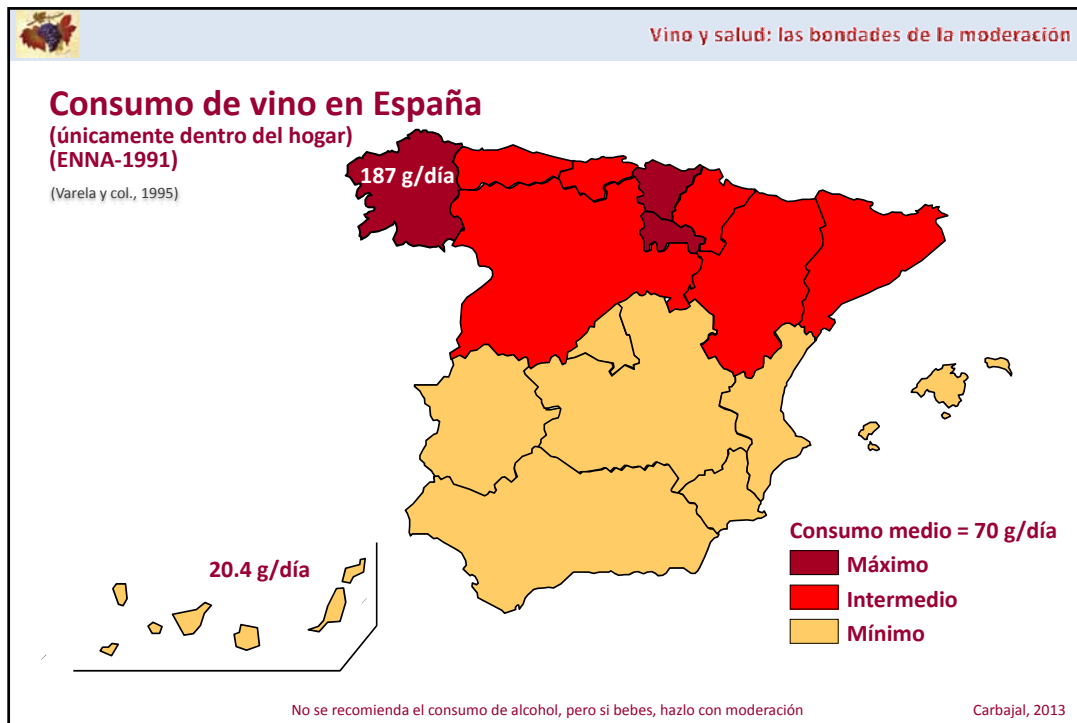 Vino y salud: las bondades de la moderación
Consumo de vino en España
(únicamente dentro del hogar)
(ENNA-1991)
(Varela y col., 1995)
187 g/día
20.4 g/día
Consumo medio = 70 g/día
Máximo
Intermedio
Mínimo
No se recomienda el consumo de alcohol, pero si bebes, hazlo con moderación
Carbajal, 2013